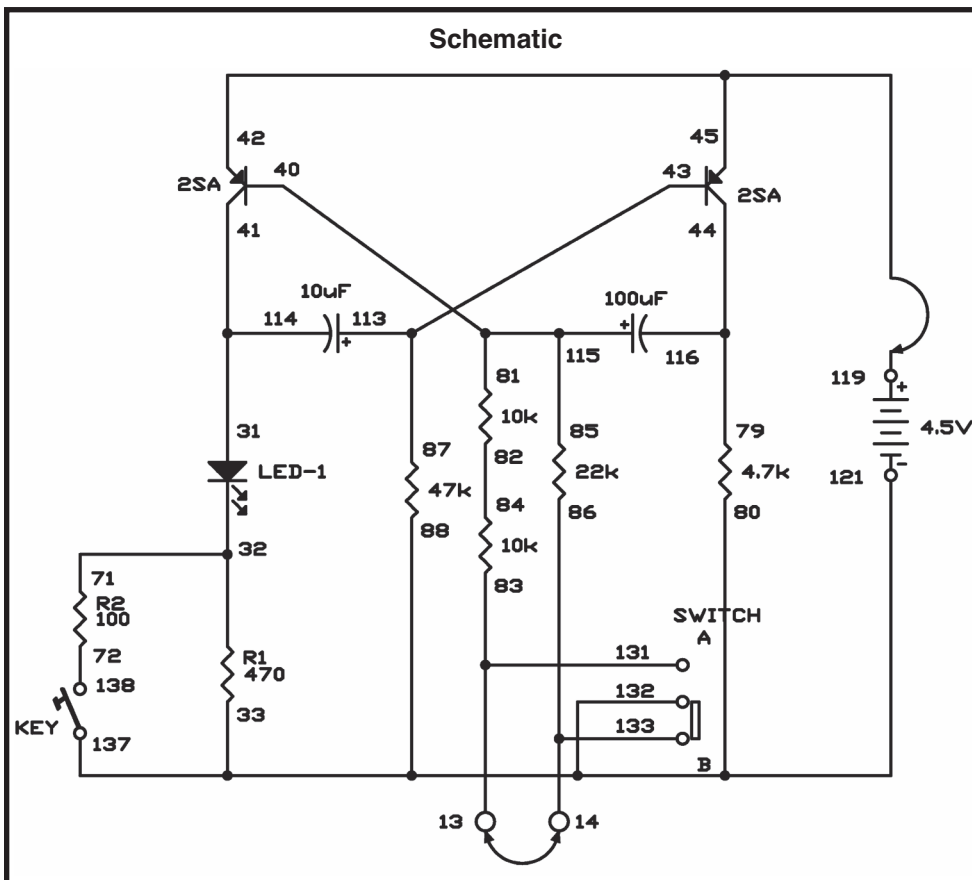 Schematic
42
45
40
43
2SA
2SA
41
44
10uF
100uF
114
113
+
+
115
116
119
+
4.5V
-
121
81
10k
82
31
LED-1
87
47k
88
85
22k
86
79
4.7k
80
84
10k
83
32
71
R2
100
72
138
KEY
137
R1
470
33
SWITCH
A
131
132
133
B
13
14